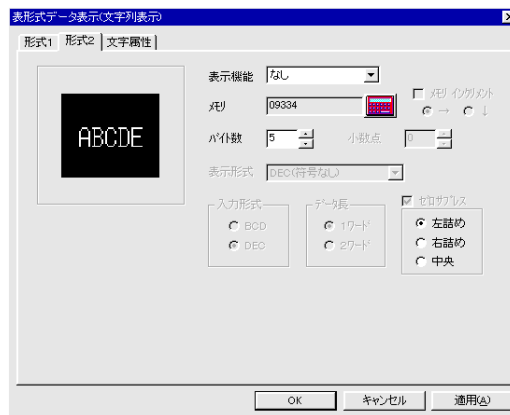 表形式データ表示(文字列表示)
形式1 形式2 文字属性
ABCDE
表示機能 なし
メモリ 09334
メモリ インクリメント
→ ↓
バイト数 5 小数点 0
表示形式 DEC(符号なし)
入力形式
BCD
DEC
データ長
1ワード
2ワード
ゼロサプレス
左詰め
右詰め
中央
OK キャンセル 適用(A)